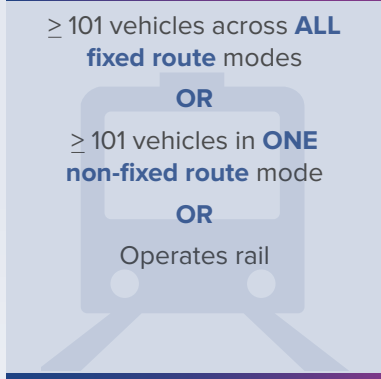 ≥ 101 vehicles across ALL
fixed route modes
OR
≥ 101 vehicles in ONE
non-fixed route mode
OR
Operates rail